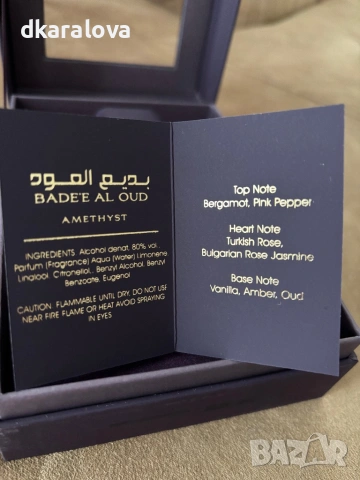 dkaralova
بديع العود
BADE'E AL OUD
AMETHYST
INGREDIENTS: Alcohol denat, 80% vol.,
Parfum (Fragrance) Aqua (Water) Limonene
Linalool, Citronellol, Benzyl Alcohol, Benzyl
Benzoate, Eugenol
CAUTION: FLAMMABLE UNTIL DRY. DO NOT USE
NEAR FIRE FLAME OR HEAT AVOID SPRAYING
IN EYES
Top Note
Bergamot, Pink Pepper
Heart Note
Turkish Rose,
Bulgarian Rose Jasmine
Base Note
Vanilla, Amber, Oud
BAZAR